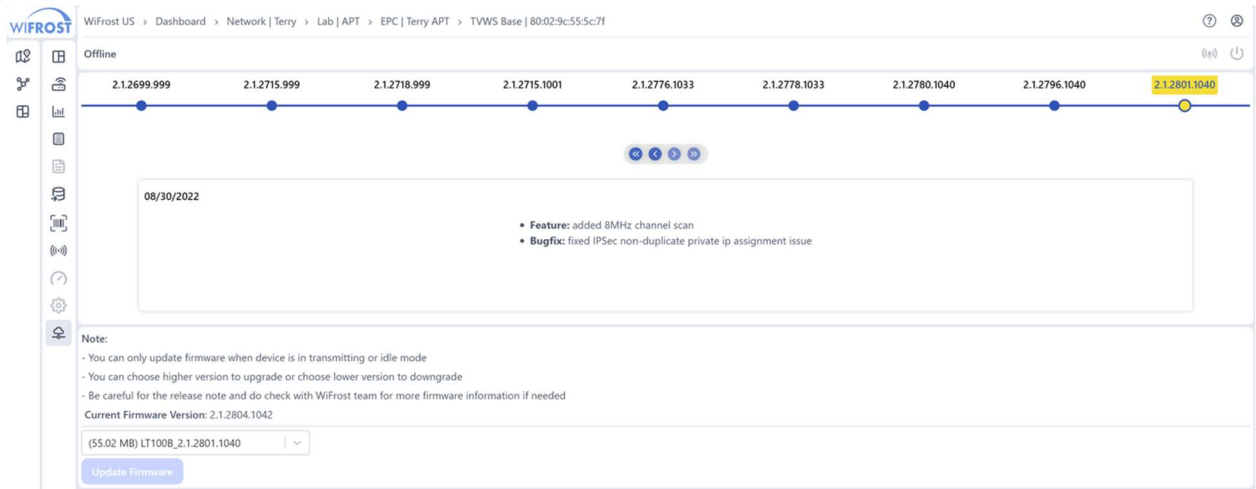 WIFROST
WiFrost US > Dashboard > Network | Terry > Lab | APT > EPC | Terry APT > TVWS Base | 80:02:9c:55:5c:7f
Offline
2.1.2699.999 2.1.2715.999 2.1.2718.999 2.1.2715.1001 2.1.2776.1033 2.1.2778.1033 2.1.2780.1040 2.1.2796.1040 2.1.2801.1040
08/30/2022
• Feature: added 8MHz channel scan
• Bugfix: fixed IPSec non-duplicate private ip assignment issue
Note:
- You can only update firmware when device is in transmitting or idle mode
- You can choose higher version to upgrade or choose lower version to downgrade
- Be careful for the release note and do check with WiFrost team for more firmware information if needed
Current Firmware Version: 2.1.2804.1042
(55.02 MB) LT100B_2.1.2801.1040
Update Firmware